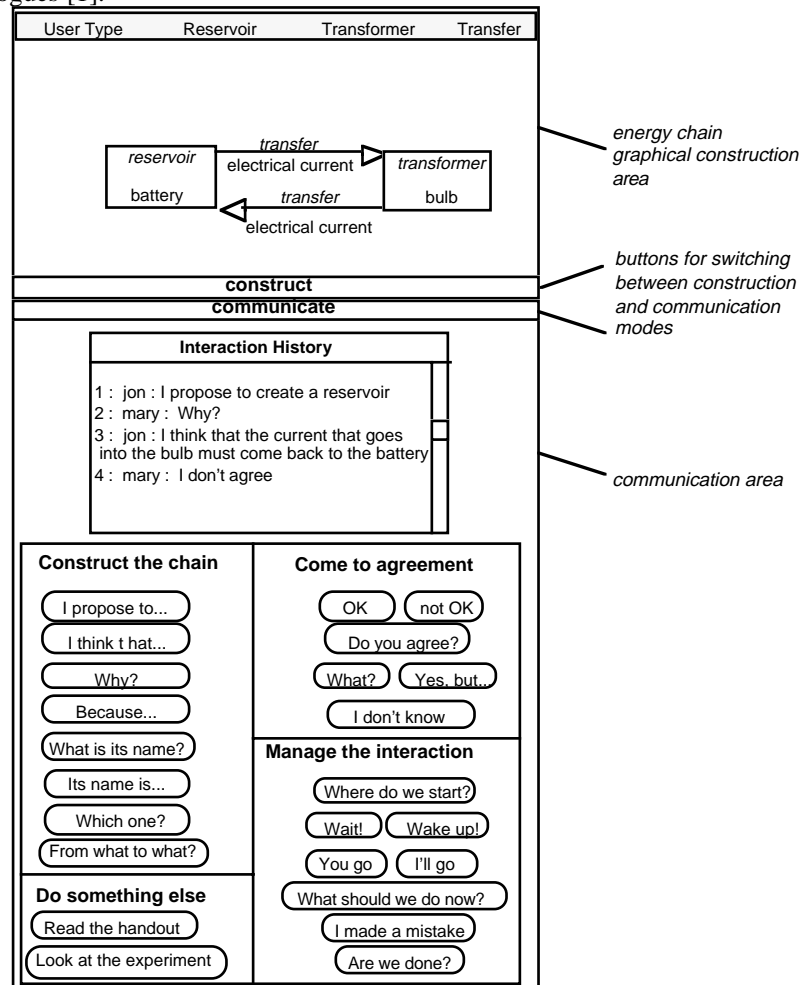 ogues [1].
User Type Reservoir Transformer Transfer
transfer
reservoir
electrical current
transformer
battery
transfer
bulb
electrical current
energy chain
graphical construction
area
construct
communicate
buttons for switching
between construction
and communication
modes
Interaction History
1 : jon : I propose to create a reservoir
2 : mary : Why?
3 : jon : I think that the current that goes
into the bulb must come back to the battery
4 : mary : I don't agree
communication area
Construct the chain
I propose to...
I think t hat...
Why?
Because...
What is its name?
Its name is...
Which one?
From what to what?
Come to agreement
OK not OK
Do you agree?
What? Yes, but...
I don't know
Manage the interaction
Where do we start?
Wait! Wake up!
You go I'll go
What should we do now?
I made a mistake
Are we done?
Do something else
Read the handout
Look at the experiment